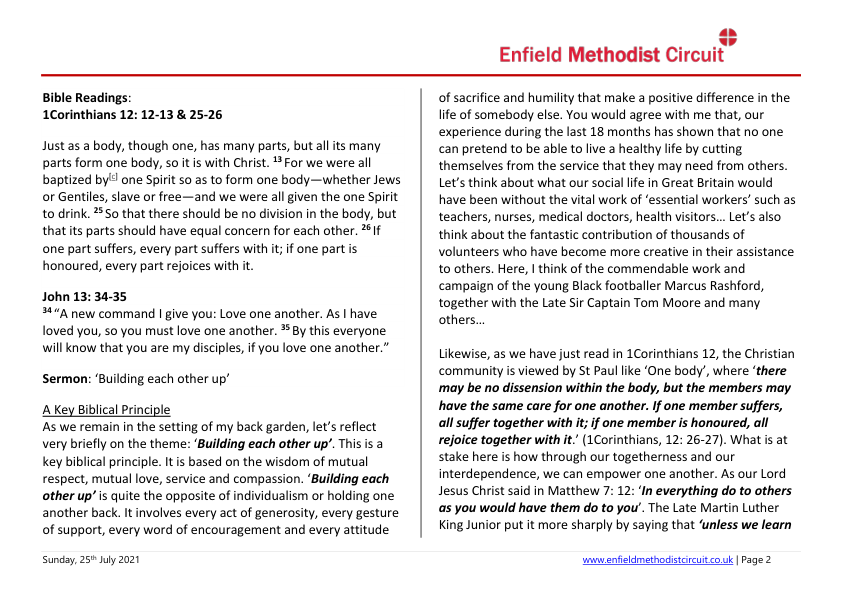 Enfield Methodist Circuit
Bible Readings:
1Corinthians 12: 12-13 & 25-26
Just as a body, though one, has many parts, but all its many
parts form one body, so it is with Christ. 13 For we were all
baptized by[c] one Spirit so as to form one body—whether Jews
or Gentiles, slave or free—and we were all given the one Spirit
to drink. 25 So that there should be no division in the body, but
that its parts should have equal concern for each other. 26 If
one part suffers, every part suffers with it; if one part is
honoured, every part rejoices with it.
John 13: 34-35
34 “A new command I give you: Love one another. As I have
loved you, so you must love one another. 35 By this everyone
will know that you are my disciples, if you love one another.”
Sermon: ‘Building each other up’
A Key Biblical Principle
As we remain in the setting of my back garden, let’s reflect
very briefly on the theme: ‘Building each other up’. This is a
key biblical principle. It is based on the wisdom of mutual
respect, mutual love, service and compassion. ‘Building each
other up’ is quite the opposite of individualism or holding one
another back. It involves every act of generosity, every gesture
of support, every word of encouragement and every attitude
of sacrifice and humility that make a positive difference in the
life of somebody else. You would agree with me that, our
experience during the last 18 months has shown that no one
can pretend to be able to live a healthy life by cutting
themselves from the service that they may need from others.
Let’s think about what our social life in Great Britain would
have been without the vital work of ‘essential workers’ such as
teachers, nurses, medical doctors, health visitors… Let’s also
think about the fantastic contribution of thousands of
volunteers who have become more creative in their assistance
to others. Here, I think of the commendable work and
campaign of the young Black footballer Marcus Rashford,
together with the Late Sir Captain Tom Moore and many
others…
Likewise, as we have just read in 1Corinthians 12, the Christian
community is viewed by St Paul like ‘One body’, where ‘there
may be no dissension within the body, but the members may
have the same care for one another. If one member suffers,
all suffer together with it; if one member is honoured, all
rejoice together with it.’ (1Corinthians, 12: 26-27). What is at
stake here is how through our togetherness and our
interdependence, we can empower one another. As our Lord
Jesus Christ said in Matthew 7: 12: ‘In everything do to others
as you would have them do to you’. The Late Martin Luther
King Junior put it more sharply by saying that ‘unless we learn
Sunday, 25th July 2021
www.enfieldmethodistcircuit.co.uk | Page 2